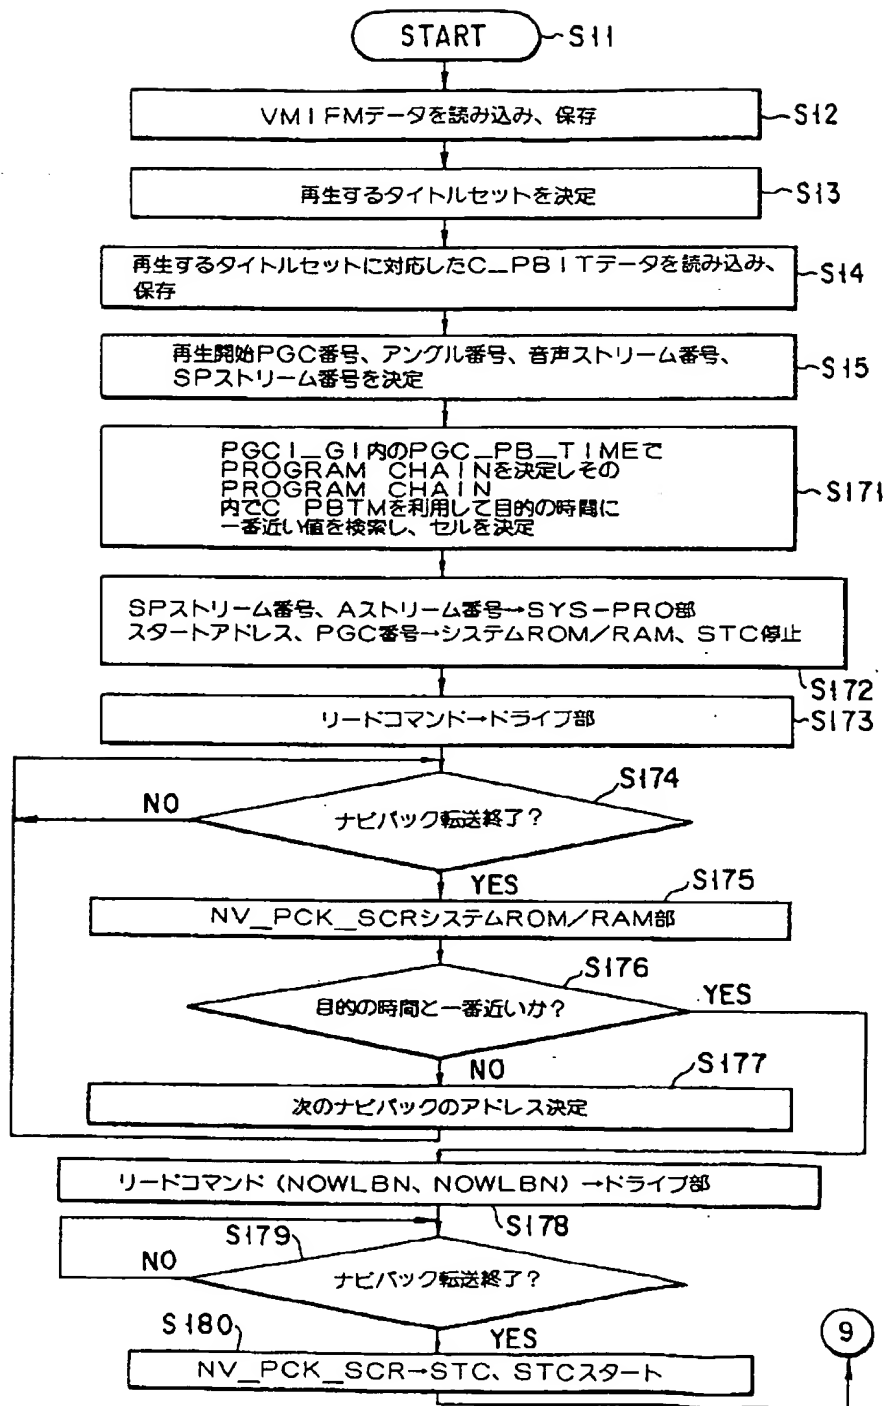 START
S11
VMIFMデータを読み込み、保存
S12
再生するタイトルセットを決定
S13
再生するタイトルセットに対応したC_PBITデータを読み込み、
保存
S14
再生開始PGC番号、アングル番号、音声ストリーム番号、
SPストリーム番号を決定
S15
PGCI_GI内のPGC_PB_TIMEで
PROGRAM CHAINを決定しその
PROGRAM CHAIN
内でC PBTMを利用して目的の時間に
一番近い値を検索し、セルを決定
S171
SPストリーム番号、Aストリーム番号→SYS-PRO部
スタートアドレス、PGC番号→システムROM/RAM、STC停止
S172
リードコマンド→ドライブ部
S173
S174
NO
ナビパック転送終了?
YES
S175
NV_PCK_SCRシステムROM/RAM部
S176
目的の時間と一番近いか?
YES
NO
S177
次のナビパックのアドレス決定
リードコマンド(NOWLBN、NOWLBN)→ドライブ部
S178
S179
NO
ナビパック転送終了?
YES
S180
NV_PCK_SCR→STC、STCスタート
9